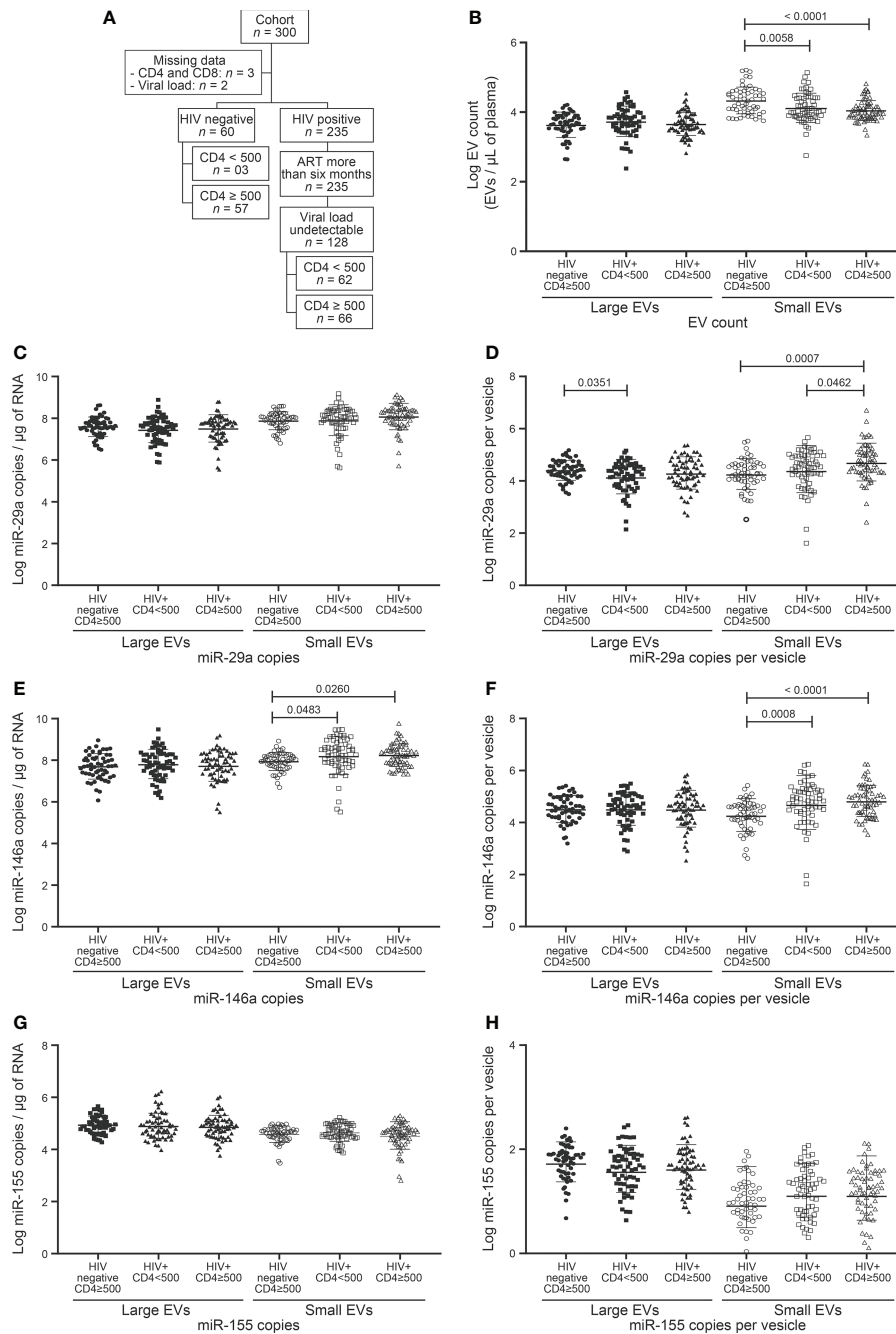 A
Cohort
n = 300
Missing data
- CD4 and CD8: n = 3
- Viral load: n = 2
HIV negative
n = 60
HIV positive
n = 235
CD4 < 500
n = 03
CD4 ≥ 500
n = 57
ART more
than six months
n = 235
Viral load
undetectable
n = 128
CD4 < 500
n = 62
CD4 ≥ 500
n = 66
B
Log EV count
(EVs / µL of plasma)
6
4
2
0
< 0.0001
0.0058
HIV
negative
CD4≥500
HIV+
CD4<500
HIV+
CD4≥500
HIV
negative
CD4≥500
HIV+
CD4<500
HIV+
CD4≥500
Large EVs
Small EVs
EV count
C
Log miR-29a copies / µg of RNA
10
8
6
4
2
0
HIV
negative
CD4≥500
HIV+
CD4<500
HIV+
CD4≥500
HIV
negative
CD4≥500
HIV+
CD4<500
HIV+
CD4≥500
Large EVs
Small EVs
miR-29a copies
D
Log miR-29a copies per vesicle
8
6
4
2
0
0.0007
0.0351
0.0462
HIV
negative
CD4≥500
HIV+
CD4<500
HIV+
CD4≥500
HIV
negative
CD4≥500
HIV+
CD4<500
HIV+
CD4≥500
Large EVs
Small EVs
miR-29a copies per vesicle
E
Log miR-146a copies / µg of RNA
10
8
6
4
2
0
0.0260
0.0483
HIV
negative
CD4≥500
HIV+
CD4<500
HIV+
CD4≥500
HIV
negative
CD4≥500
HIV+
CD4<500
HIV+
CD4≥500
Large EVs
Small EVs
miR-146a copies
F
Log miR-146a copies per vesicle
8
6
4
2
0
< 0.0001
0.0008
HIV
negative
CD4≥500
HIV+
CD4<500
HIV+
CD4≥500
HIV
negative
CD4≥500
HIV+
CD4<500
HIV+
CD4≥500
Large EVs
Small EVs
miR-146a copies per vesicle
G
Log miR-155 copies / µg of RNA
8
6
4
2
0
HIV
negative
CD4≥500
HIV+
CD4<500
HIV+
CD4≥500
HIV
negative
CD4≥500
HIV+
CD4<500
HIV+
CD4≥500
Large EVs
Small EVs
miR-155 copies
H
Log miR-155 copies per vesicle
4
2
0
HIV
negative
CD4≥500
HIV+
CD4<500
HIV+
CD4≥500
HIV
negative
CD4≥500
HIV+
CD4<500
HIV+
CD4≥500
Large EVs
Small EVs
miR-155 copies per vesicle